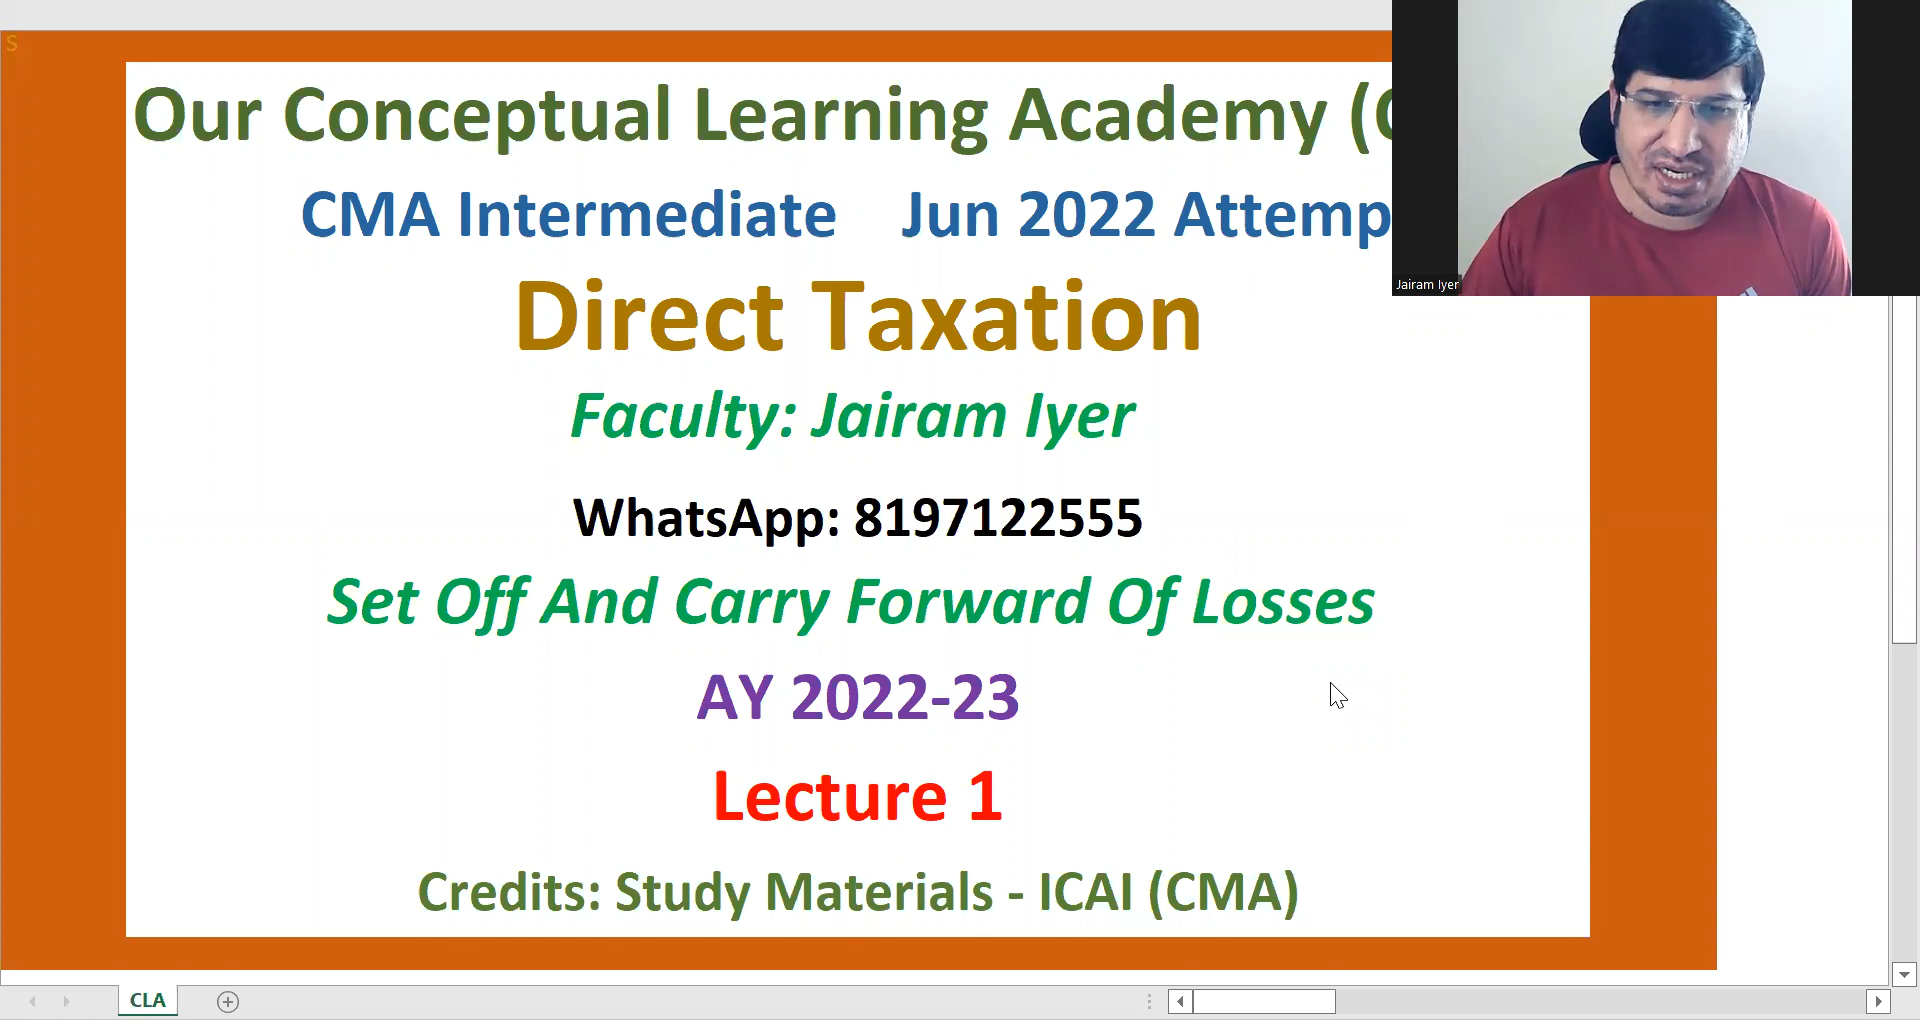 S
Our Conceptual Learning Academy (
CMA Intermediate Jun 2022 Attemp
Jairam Iyer
Direct Taxation
Faculty: Jairam Iyer
WhatsApp: 8197122555
Set Off And Carry Forward Of Losses
AY 2022-23
Lecture 1
Credits: Study Materials - ICAI (CMA)
CLA